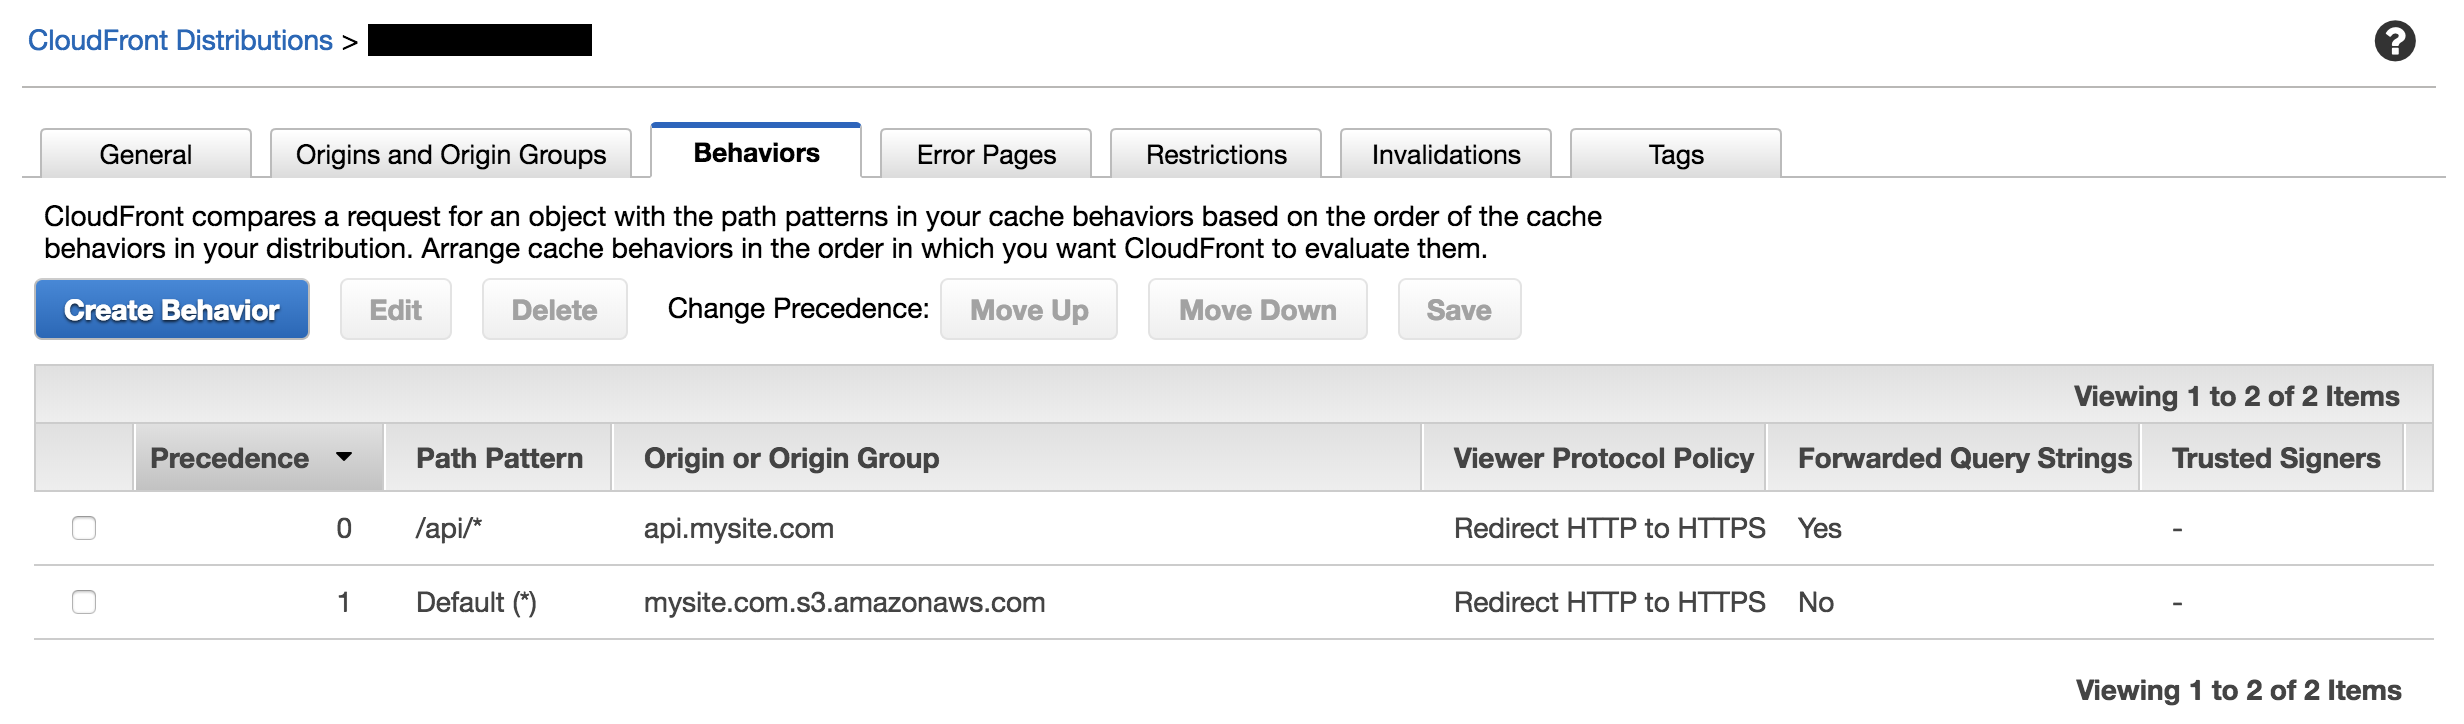 CloudFront Distributions >
General Origins and Origin Groups Behaviors Error Pages Restrictions Invalidations Tags
CloudFront compares a request for an object with the path patterns in your cache behaviors based on the order of the cache
behaviors in your distribution. Arrange cache behaviors in the order in which you want CloudFront to evaluate them.
Create Behavior Edit Delete Change Precedence: Move Up Move Down Save
Viewing 1 to 2 of 2 Items
Precedence Path Pattern Origin or Origin Group Viewer Protocol Policy Forwarded Query Strings Trusted Signers
0 /api/* api.mysite.com Redirect HTTP to HTTPS Yes -
1 Default (*) mysite.com.s3.amazonaws.com Redirect HTTP to HTTPS No -
Viewing 1 to 2 of 2 Items